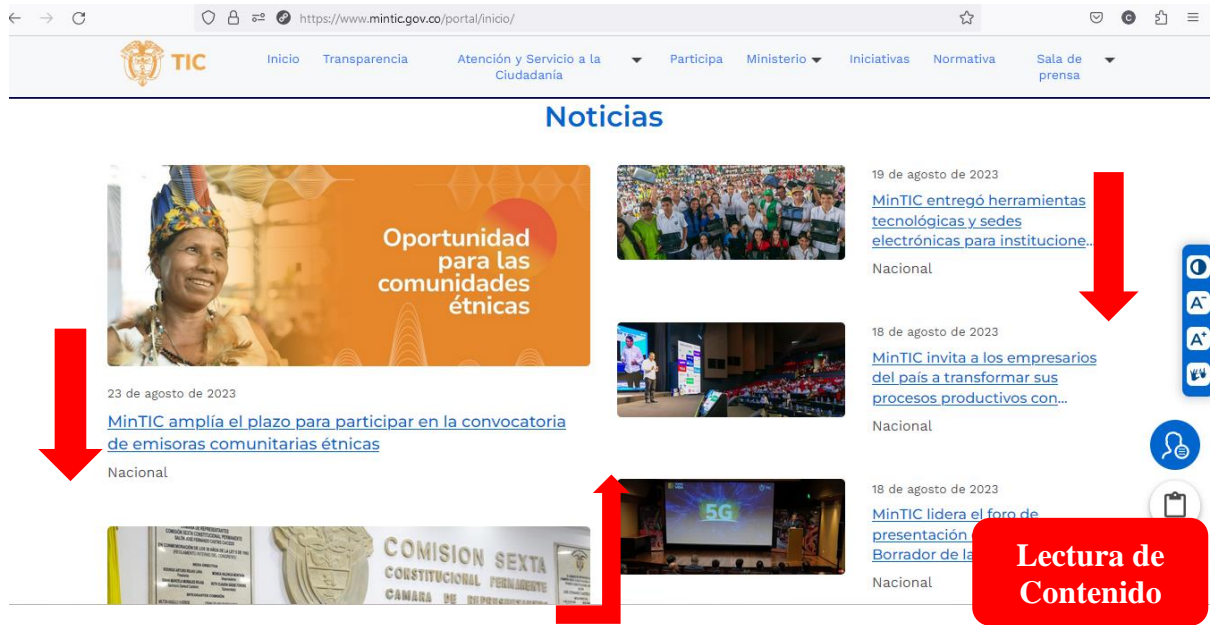 https://www.mintic.gov.co/portal/inicio/
TIC
Inicio
Transparencia
Atención y Servicio a la
Ciudadanía
Participa
Ministerio
Iniciativas
Normativa
Sala de
prensa
Noticias
Oportunidad
para las
comunidades
étnicas
23 de agosto de 2023
MinTIC amplía el plazo para participar en la convocatoria
de emisoras comunitarias étnicas
Nacional
COMISION SEXTA
CONSTITUCIONAL PERMANENTE
CAMARA DE REPRESENTANTES
19 de agosto de 2023
MinTIC entregó herramientas
tecnológicas y sedes
electrónicas para institucione...
Nacional
18 de agosto de 2023
MinTIC invita a los empresarios
del país a transformar sus
procesos productivos con...
Nacional
5G
18 de agosto de 2023
MinTIC lidera el foro de
presentación
Borrador de la
Nacional
A-
A+
Lectura de
Contenido